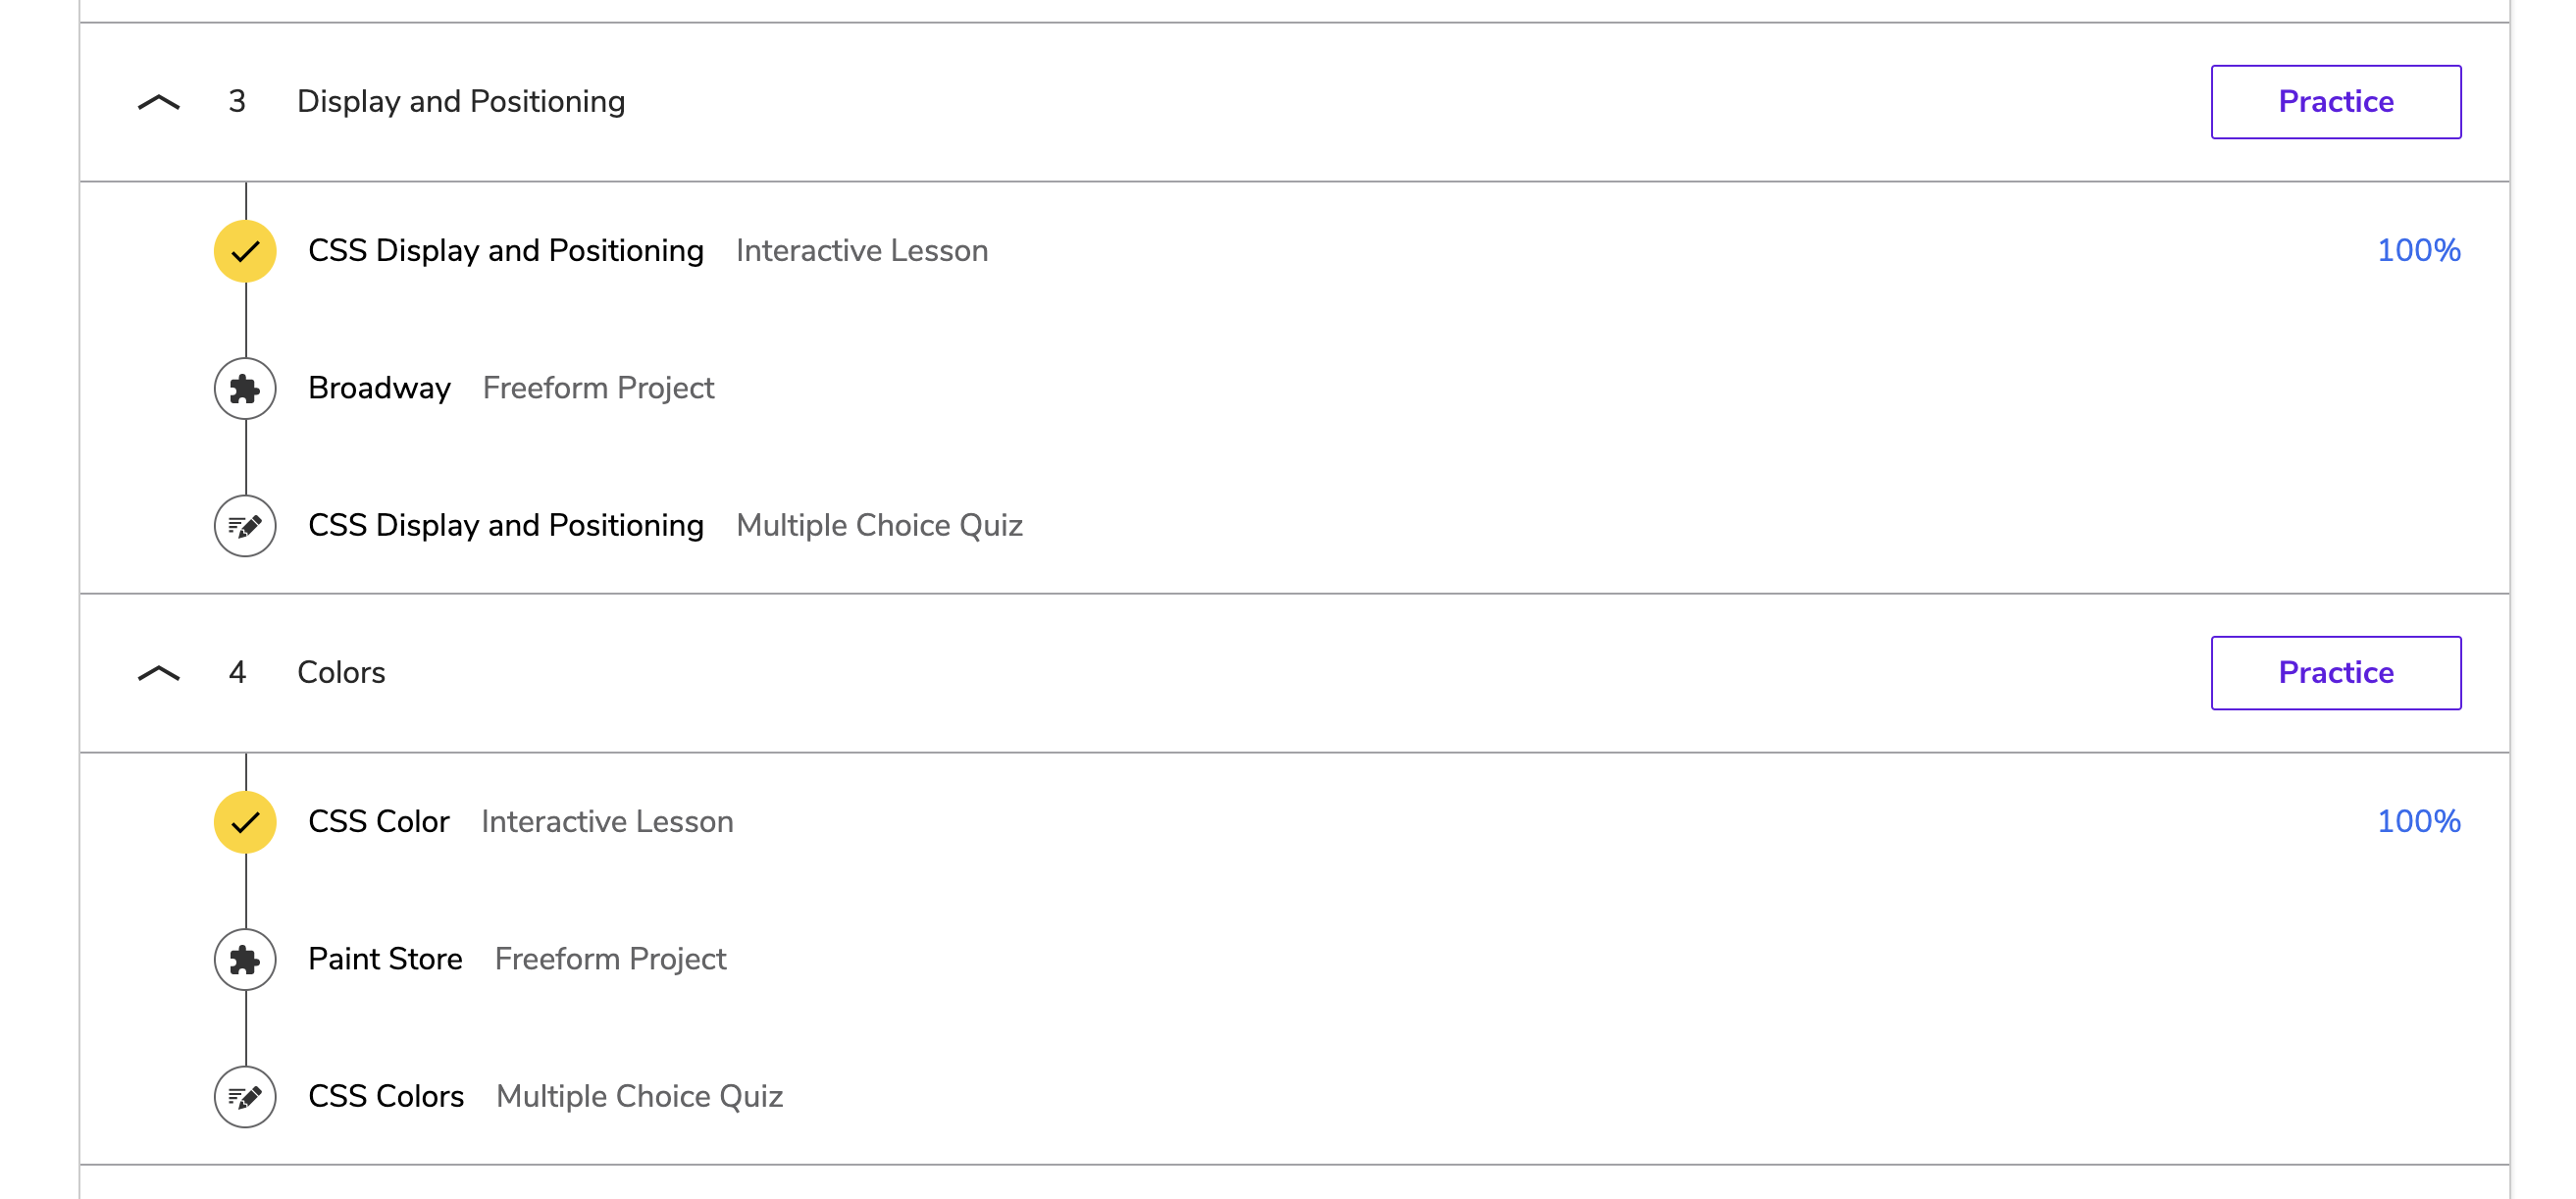 3 Display and Positioning Practice
CSS Display and Positioning Interactive Lesson 100%
Broadway Freeform Project
CSS Display and Positioning Multiple Choice Quiz
4 Colors Practice
CSS Color Interactive Lesson 100%
Paint Store Freeform Project
CSS Colors Multiple Choice Quiz